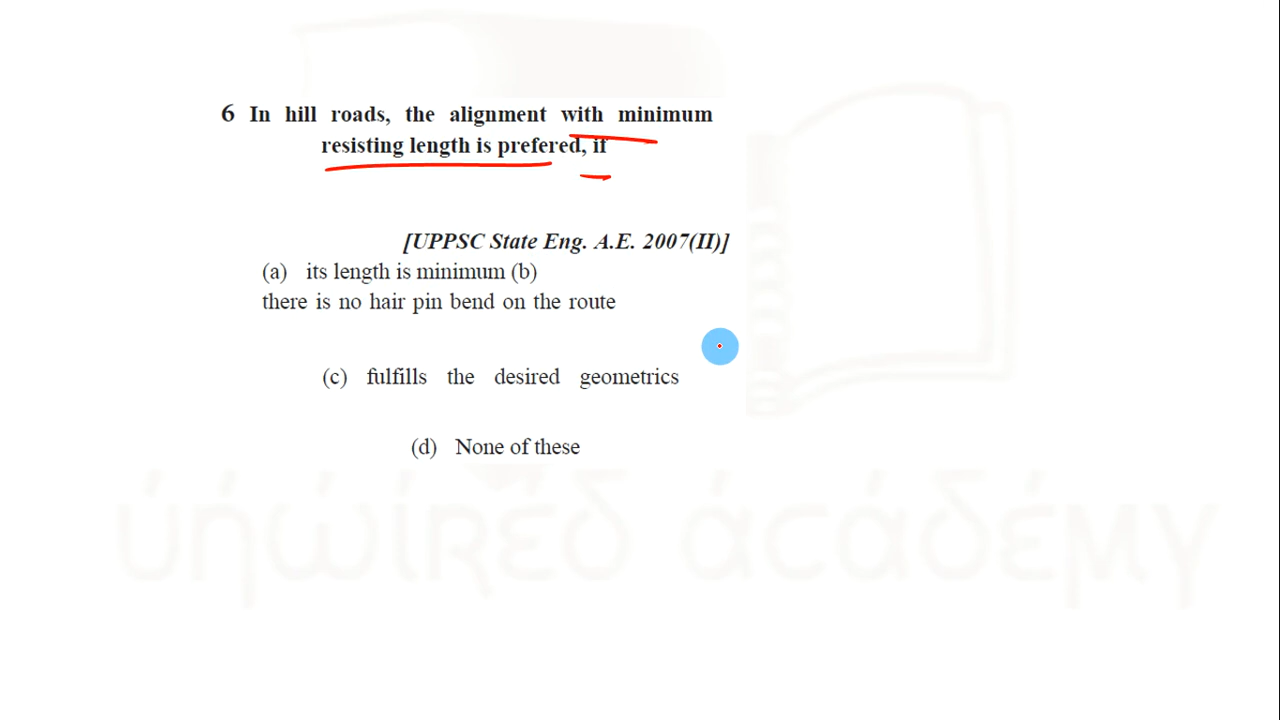 6 In hill roads, the alignment with minimum
resisting length is prefered, if
[UPPSC State Eng. A.E. 2007(II)]
(a) its length is minimum (b)
there is no hair pin bend on the route
(c) fulfills the desired geometrics
(d) None of these
ὐῃώίʀέδ άᴄάδέᴍγ